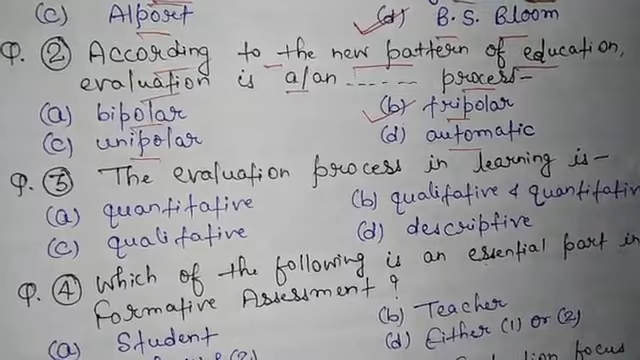 (c) Alport (d) B.S. Bloom
Q. (2) According to the new pattern of education,
evaluation is a/an ...... process-
(a) bipolar (b) tripolar
(c) unipolar (d) automatic
Q. (3) The evaluation process in learning is-
(a) quantitative (b) qualitative & quantitativ
(c) qualitative (d) descriptive
Q. (4) Which of the following is an essential part in
Formative Assessment?
(a) Student (b) Teacher
(d) Either (1) or (2)
focus